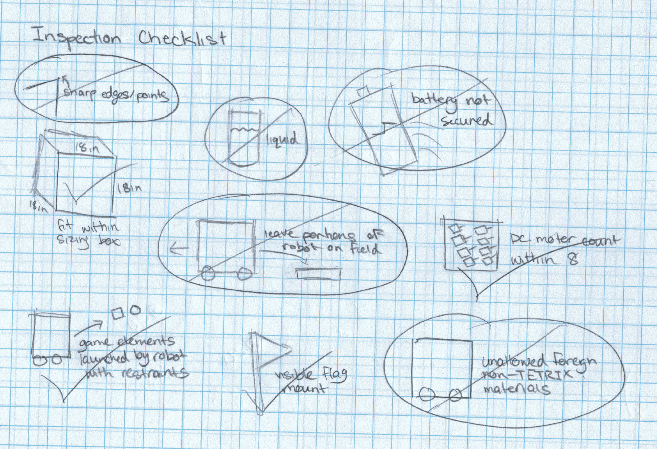 Inspection Checklist
sharp edges/points
liquid
battery not
secured
18in
18in
18in
fit within
sizing box
leave portions of
robot on field
DC motor count
within 8
game elements
launched by robot
with restraints
visible flag
mount
unallowed foreign
non-TETRIX
materials